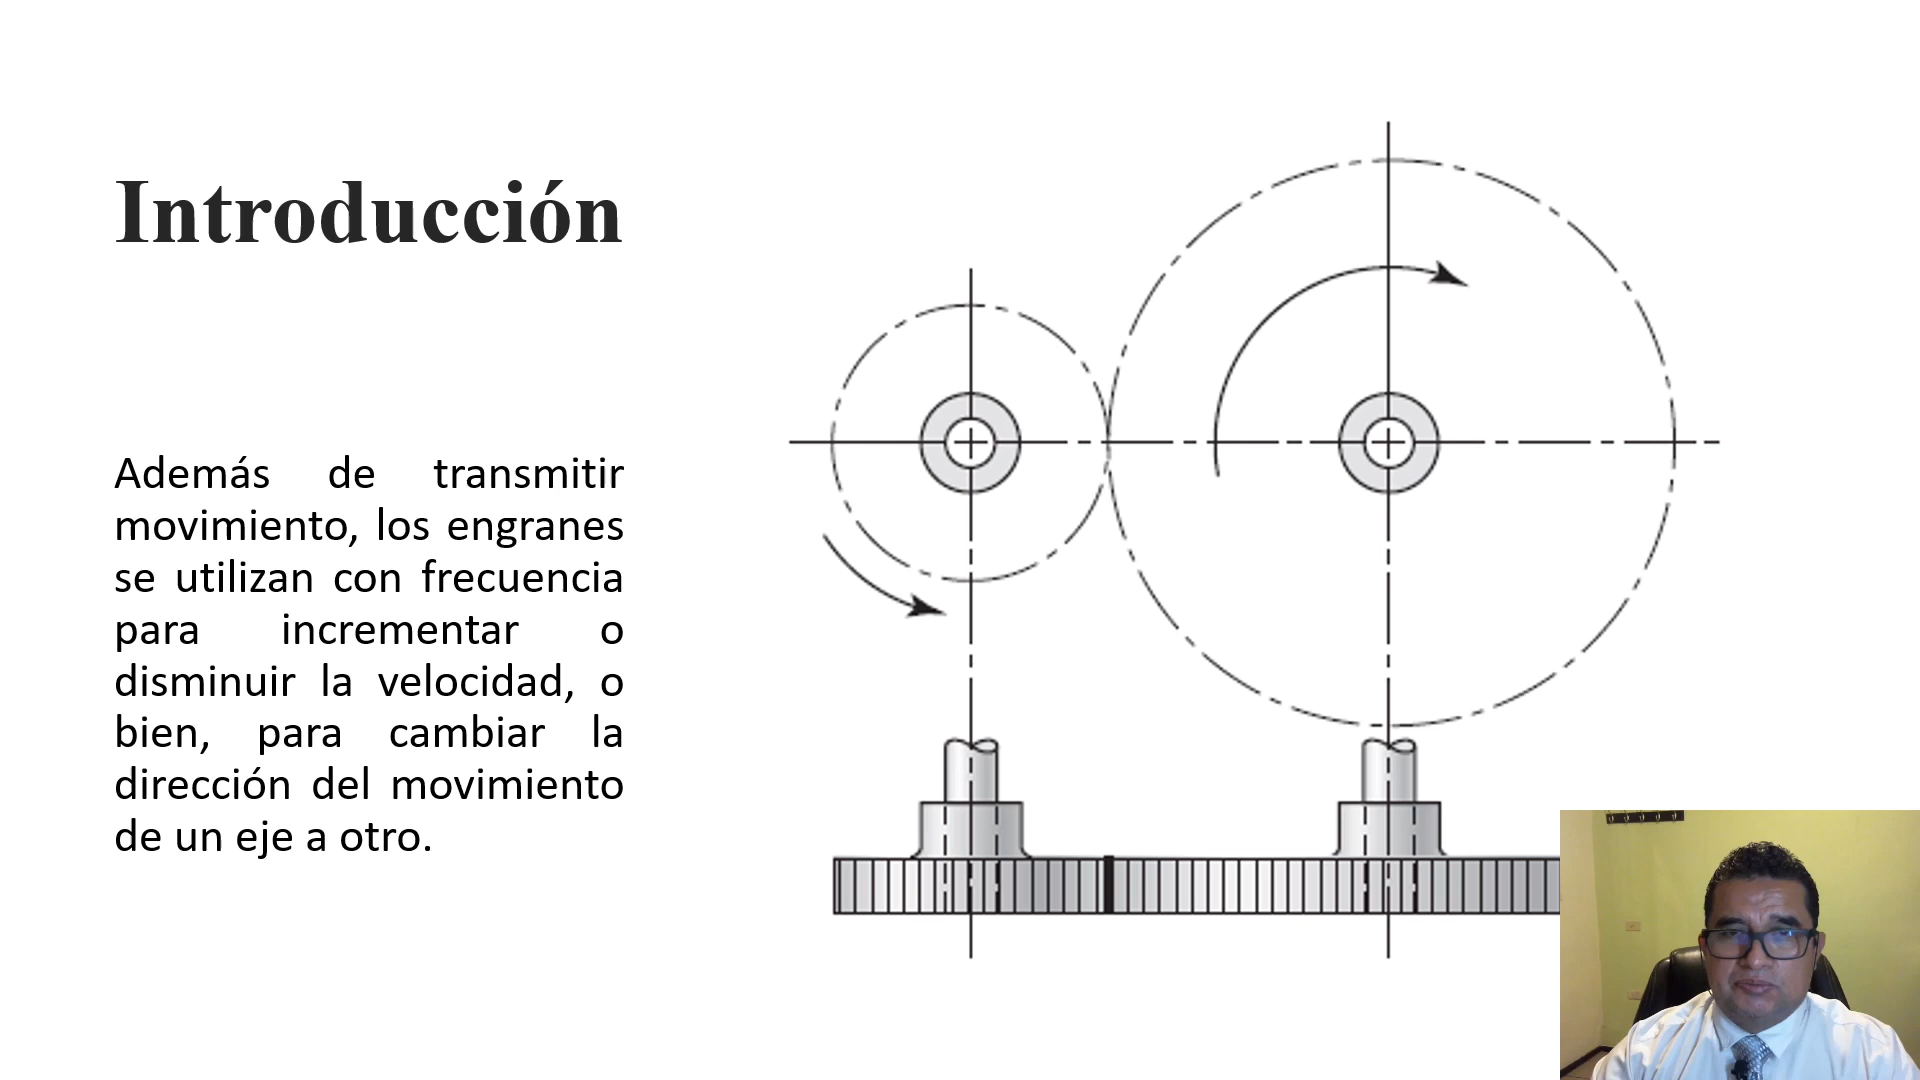 Introducción
Además de transmitir
movimiento, los engranes
se utilizan con frecuencia
para incrementar o
disminuir la velocidad, o
bien, para cambiar la
dirección del movimiento
de un eje a otro.